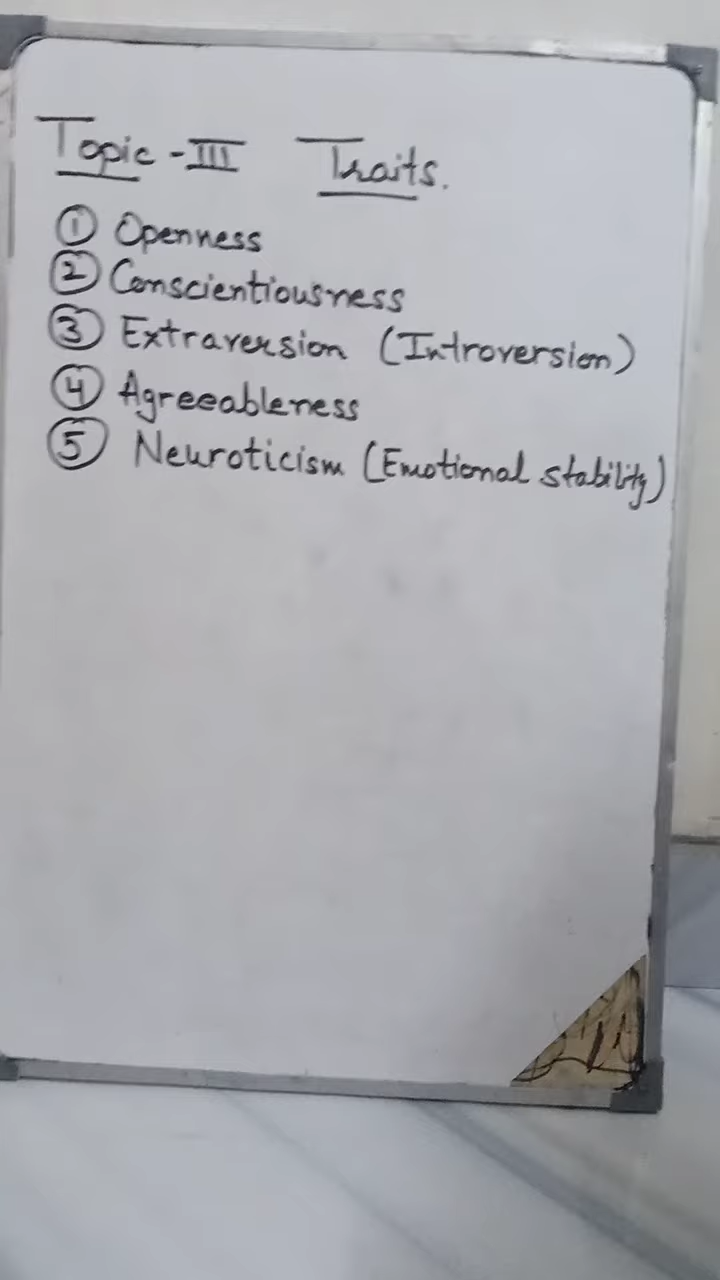 Topic - III Traits.
① Openness
② Conscientiousness
③ Extraversion (Introversion)
④ Agreeableness
⑤ Neuroticism (Emotional stability)